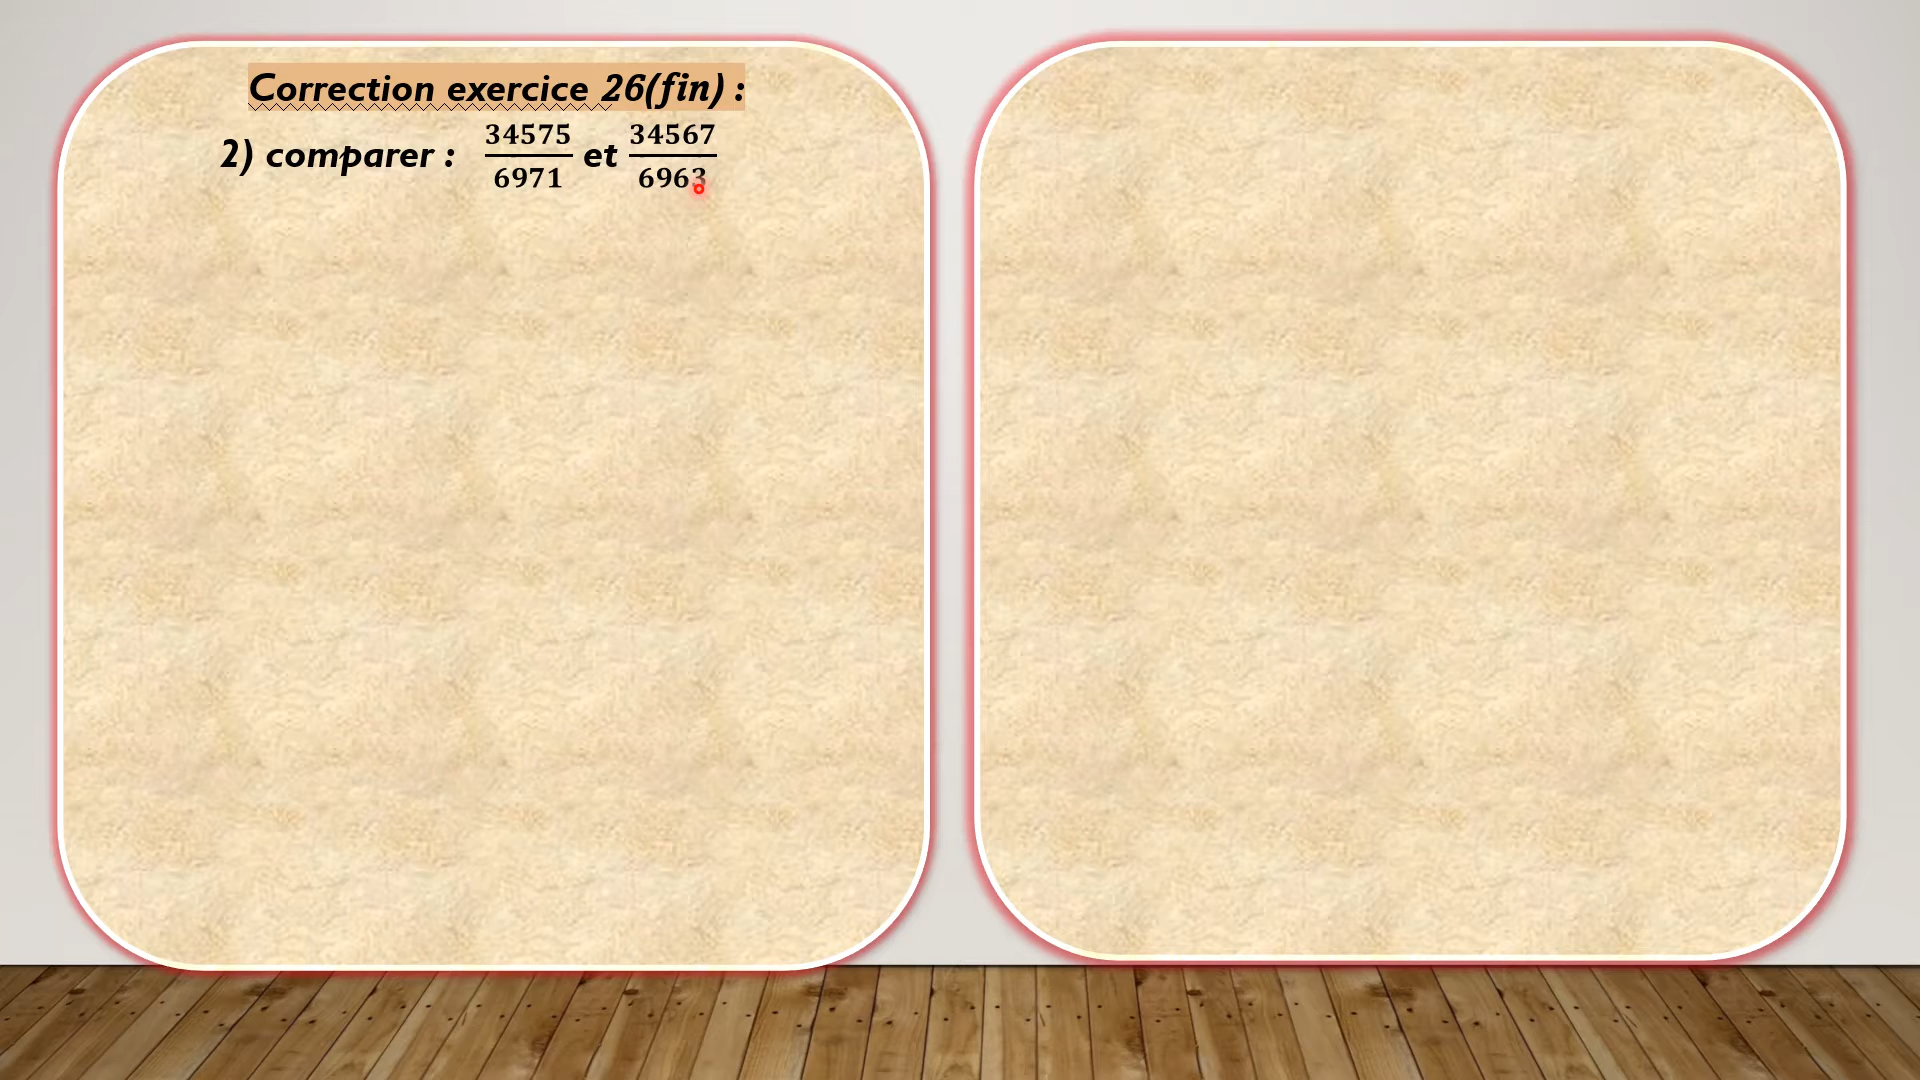 Correction exercice 26(fin) :
2) comparer : 34575/6971 et 34567/6963